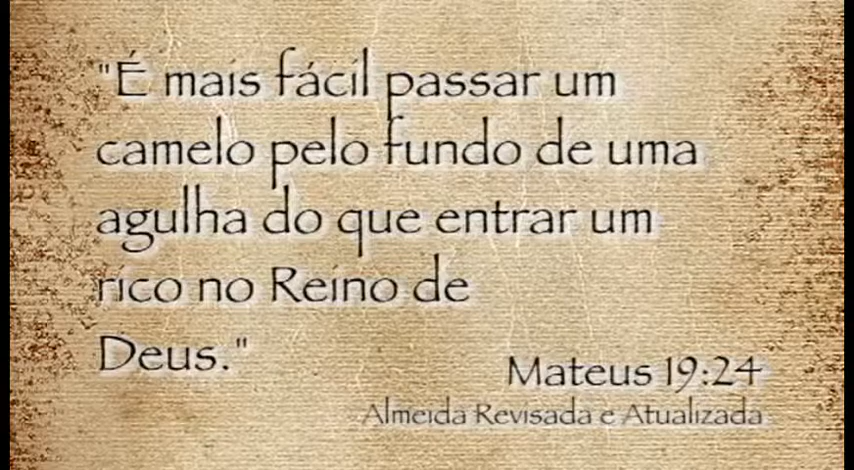 "É mais fácil passar um
camelo pelo fundo de uma
agulha do que entrar um
rico no Reino de
Deus."
Mateus 19:24
Almeida Revisada e Atualizada